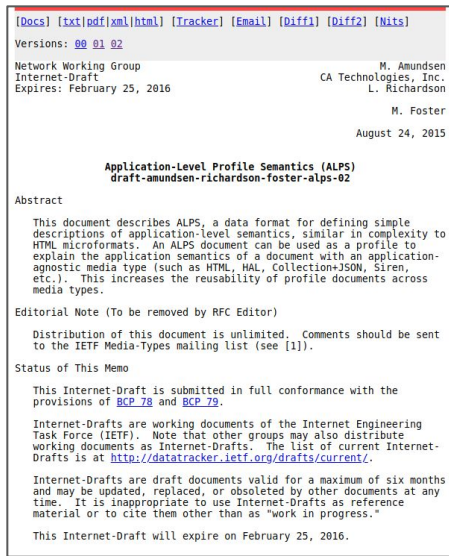 [Docs] [txt|pdf|xml|html] [Tracker] [Email] [Diff1] [Diff2] [Nits]
Versions: 00 01 02
Network Working Group M. Amundsen
Internet-Draft CA Technologies, Inc.
Expires: February 25, 2016 L. Richardson
M. Foster
August 24, 2015
Application-Level Profile Semantics (ALPS)
draft-amundsen-richardson-foster-alps-02
Abstract
This document describes ALPS, a data format for defining simple
descriptions of application-level semantics, similar in complexity to
HTML microformats. An ALPS document can be used as a profile to
explain the application semantics of a document with an application-
agnostic media type (such as HTML, HAL, Collection+JSON, Siren,
etc.). This increases the reusability of profile documents across
media types.
Editorial Note (To be removed by RFC Editor)
Distribution of this document is unlimited. Comments should be sent
to the IETF Media-Types mailing list (see [1]).
Status of This Memo
This Internet-Draft is submitted in full conformance with the
provisions of BCP 78 and BCP 79.
Internet-Drafts are working documents of the Internet Engineering
Task Force (IETF). Note that other groups may also distribute
working documents as Internet-Drafts. The list of current Internet-
Drafts is at http://datatracker.ietf.org/drafts/current/.
Internet-Drafts are draft documents valid for a maximum of six months
and may be updated, replaced, or obsoleted by other documents at any
time. It is inappropriate to use Internet-Drafts as reference
material or to cite them other than as "work in progress."
This Internet-Draft will expire on February 25, 2016.